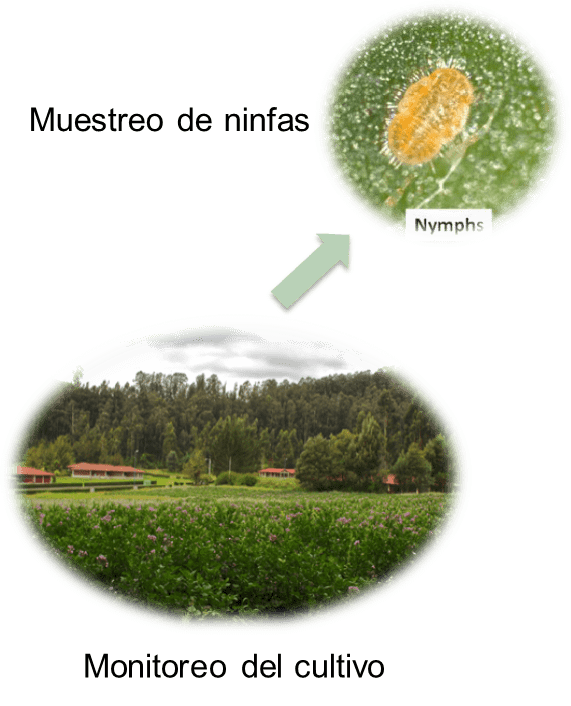 Muestreo de ninfas
Nymphs
Monitoreo del cultivo